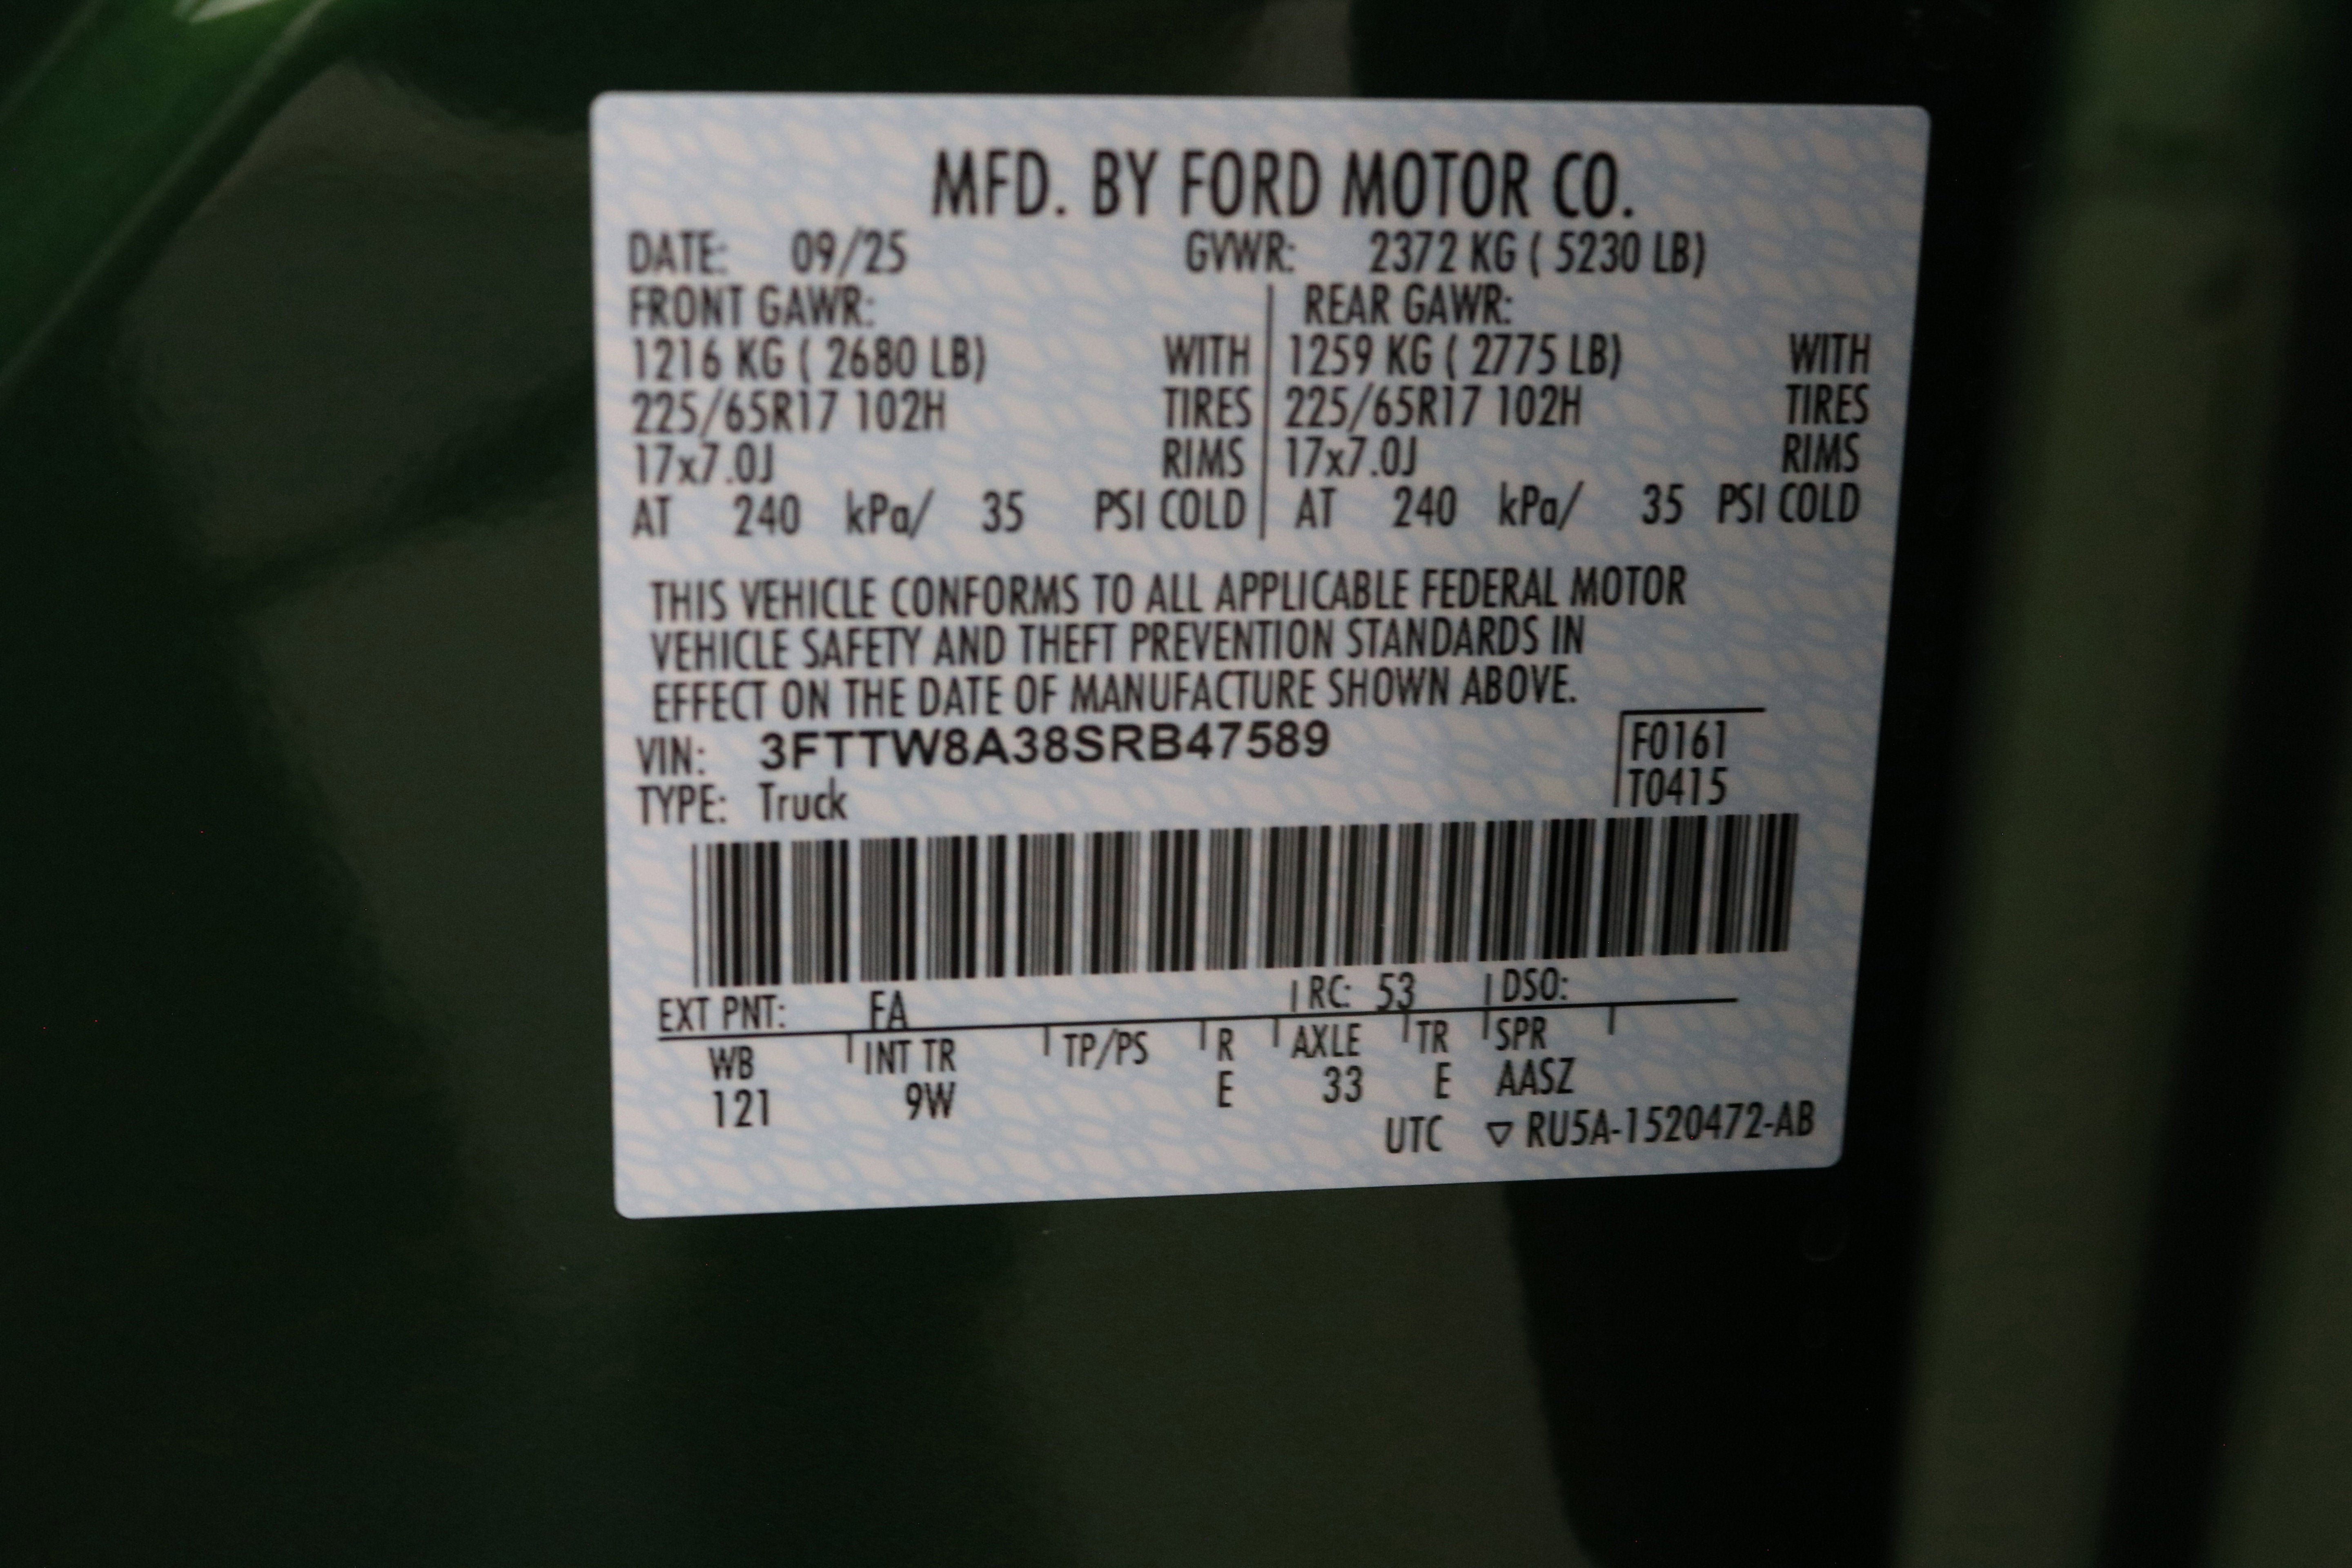 MFD. BY FORD MOTOR CO.
DATE: 09/25 GVWR: 2372 KG ( 5230 LB)
FRONT GAWR: REAR GAWR:
1216 KG ( 2680 LB) WITH 1259 KG ( 2775 LB) WITH
225/65R17 102H TIRES 225/65R17 102H TIRES
17x7.0J RIMS 17x7.0J RIMS
AT 240 kPa/ 35 PSI COLD AT 240 kPa/ 35 PSI COLD
THIS VEHICLE CONFORMS TO ALL APPLICABLE FEDERAL MOTOR
VEHICLE SAFETY AND THEFT PREVENTION STANDARDS IN
EFFECT ON THE DATE OF MANUFACTURE SHOWN ABOVE.
VIN: 3FTTW8A38SRB47589 F0161
TYPE: Truck T0415
EXT PNT: EA RC: 53 DSO:
WB INT TR TP/PS R AXLE TR SPR
121 9W E 33 E AASZ
UTC ▽ RU5A-1520472-AB